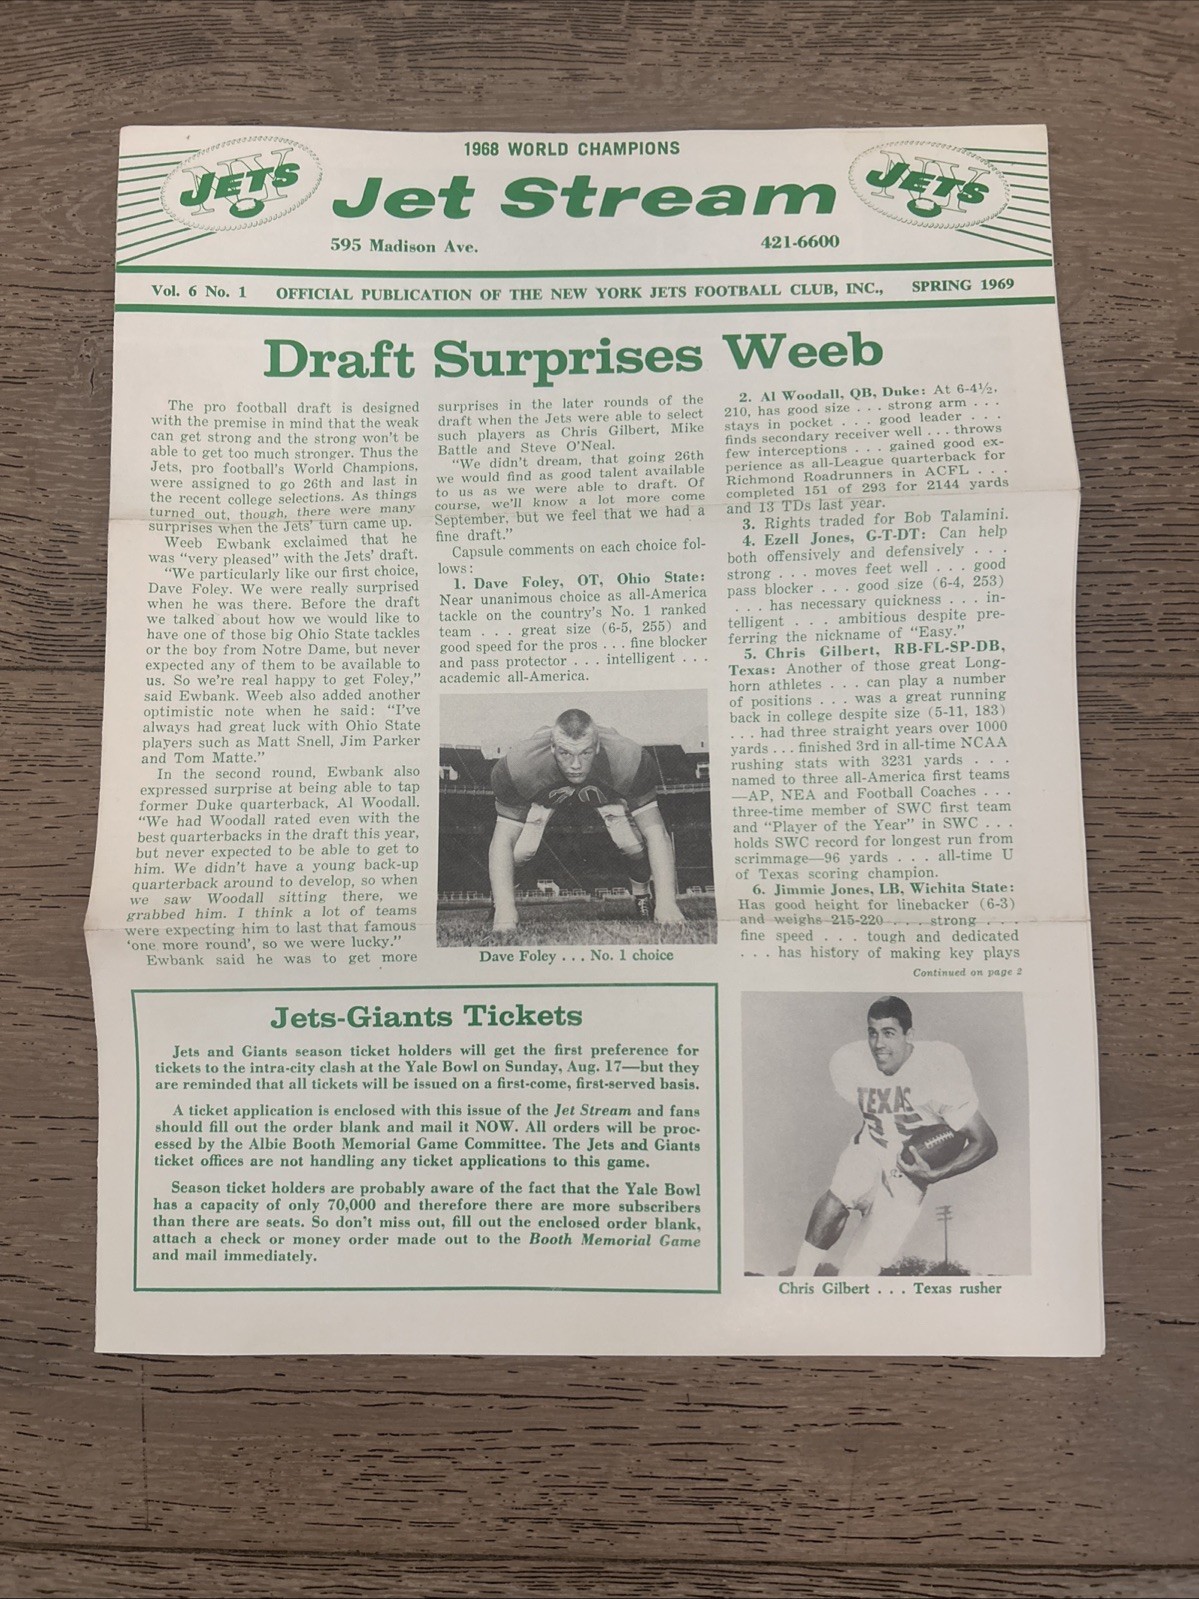 1968 WORLD CHAMPIONS
NY
JETS
Jet Stream
NY
JETS
595 Madison Ave.
421-6600
Vol. 6 No. 1 OFFICIAL PUBLICATION OF THE NEW YORK JETS FOOTBALL CLUB, INC., SPRING 1969
Draft Surprises Weeb
The pro football draft is designed
with the premise in mind that the weak
can get strong and the strong won't be
able to get too much stronger. Thus the
Jets, pro football's World Champions,
were assigned to go 26th and last in
the recent college selections. As things
turned out, though, there were many
surprises when the Jets' turn came up.
Weeb Ewbank exclaimed that he
was "very pleased" with the Jets' draft.
"We particularly like our first choice,
Dave Foley. We were really surprised
when he was there. Before the draft
we talked about how we would like to
have one of those big Ohio State tackles
or the boy from Notre Dame, but never
expected any of them to be available to
us. So we're real happy to get Foley,"
said Ewbank. Weeb also added another
optimistic note when he said: "I've
always had great luck with Ohio State
players such as Matt Snell, Jim Parker
and Tom Matte."
In the second round, Ewbank also
expressed surprise at being able to tap
former Duke quarterback, Al Woodall.
"We had Woodall rated even with the
best quarterbacks in the draft this year,
but never expected to be able to get to
him. We didn't have a young back-up
quarterback around to develop, so when
we saw Woodall sitting there, we
grabbed him. I think a lot of teams
were expecting him to last that famous
'one more round', so we were lucky."
Ewbank said he was to get more
surprises in the later rounds of the
draft when the Jets were able to select
such players as Chris Gilbert, Mike
Battle and Steve O'Neal.
"We didn't dream, that going 26th
we would find as good talent available
to us as we were able to draft. Of
course, we'll know a lot more come
September, but we feel that we had a
fine draft."
Capsule comments on each choice fol-
lows:
1. Dave Foley, OT, Ohio State:
Near unanimous choice as all-America
tackle on the country's No. 1 ranked
team . . . great size (6-5, 255) and
good speed for the pros . . . fine blocker
and pass protector . . . intelligent . . .
academic all-America.
Dave Foley . . . No. 1 choice
2. Al Woodall, QB, Duke: At 6-4½.
210, has good size . . . strong arm . . .
stays in pocket . . . good leader . . .
finds secondary receiver well . . . throws
few interceptions . . . gained good ex-
perience as all-League quarterback for
Richmond Roadrunners in ACFL . . .
completed 151 of 293 for 2144 yards
and 13 TDs last year.
3. Rights traded for Bob Talamini.
4. Ezell Jones, G-T-DT: Can help
both offensively and defensively . . .
strong . . . moves feet well . . . good
pass blocker . . . good size (6-4, 253)
. . . has necessary quickness . . . in-
telligent . . . ambitious despite pre-
ferring the nickname of "Easy."
5. Chris Gilbert, RB-FL-SP-DB,
Texas: Another of those great Long-
horn athletes . . . can play a number
of positions . . . was a great running
back in college despite size (5-11, 183)
. . . had three straight years over 1000
yards . . . finished 3rd in all-time NCAA
rushing stats with 3231 yards . . .
named to three all-America first teams
—AP, NEA and Football Coaches . . .
three-time member of SWC first team
and "Player of the Year" in SWC . . .
holds SWC record for longest run from
scrimmage—96 yards . . . all-time U
of Texas scoring champion.
6. Jimmie Jones, LB, Wichita State:
Has good height for linebacker (6-3)
and weighs 215-220 . . . strong . . .
fine speed . . . tough and dedicated
. . . has history of making key plays
Continued on page 2
Jets-Giants Tickets
Jets and Giants season ticket holders will get the first preference for
tickets to the intra-city clash at the Yale Bowl on Sunday, Aug. 17—but they
are reminded that all tickets will be issued on a first-come, first-served basis.
A ticket application is enclosed with this issue of the Jet Stream and fans
should fill out the order blank and mail it NOW. All orders will be proc-
essed by the Albie Booth Memorial Game Committee. The Jets and Giants
ticket offices are not handling any ticket applications to this game.
Season ticket holders are probably aware of the fact that the Yale Bowl
has a capacity of only 70,000 and therefore there are more subscribers
than there are seats. So don't miss out, fill out the enclosed order blank,
attach a check or money order made out to the Booth Memorial Game
and mail immediately.
TEXAS
Chris Gilbert . . . Texas rusher